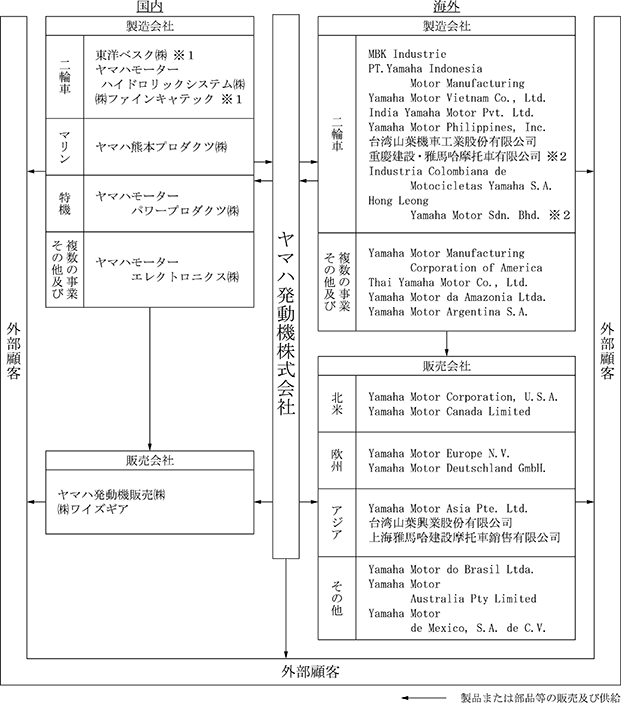 国内
海外
製造会社
二輪車
東洋ベスク㈱ ※1
ヤマハモーター
ハイドロリックシステム㈱
㈱ファインキャテック ※1
マリン
ヤマハ熊本プロダクツ㈱
特機
ヤマハモーター
パワープロダクツ㈱
複数の事業
その他及び
ヤマハモーター
エレクトロニクス㈱
販売会社
ヤマハ発動機販売㈱
㈱ワイズギア
外部顧客
ヤマハ発動機株式会社
製造会社
二輪車
MBK Industrie
PT.Yamaha Indonesia
Motor Manufacturing
Yamaha Motor Vietnam Co., Ltd.
India Yamaha Motor Pvt. Ltd.
Yamaha Motor Philippines, Inc.
台湾山葉機車工業股份有限公司
重慶建設・雅馬哈摩托車有限公司 ※2
Industria Colombiana de
Motocicletas Yamaha S.A.
Hong Leong
Yamaha Motor Sdn. Bhd. ※2
複数の事業
その他及び
Yamaha Motor Manufacturing
Corporation of America
Thai Yamaha Motor Co., Ltd.
Yamaha Motor da Amazonia Ltda.
Yamaha Motor Argentina S.A.
販売会社
北米
Yamaha Motor Corporation, U.S.A.
Yamaha Motor Canada Limited
欧州
Yamaha Motor Europe N.V.
Yamaha Motor Deutschland GmbH.
アジア
Yamaha Motor Asia Pte. Ltd.
台湾山葉興業股份有限公司
上海雅馬哈建設摩托車銷售有限公司
その他
Yamaha Motor do Brasil Ltda.
Yamaha Motor
Australia Pty Limited
Yamaha Motor
de Mexico, S.A. de C.V.
外部顧客
外部顧客
製品または部品等の販売及び供給